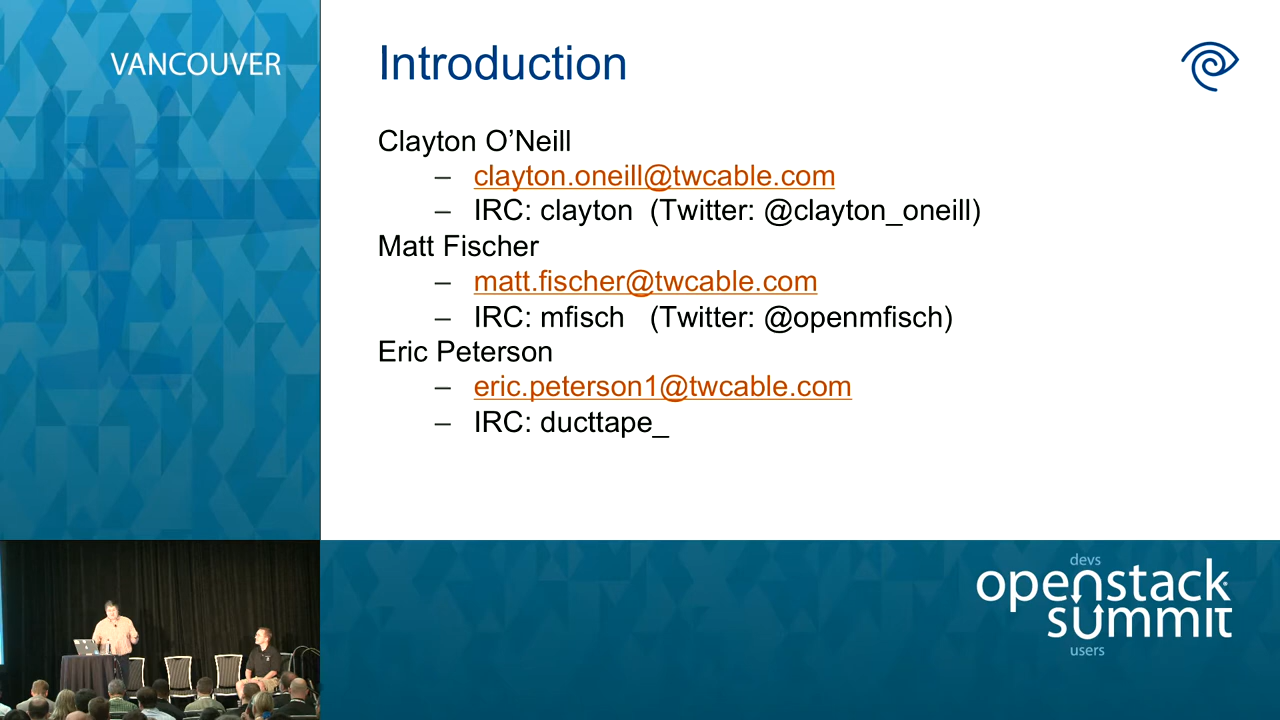 VANCOUVER
Introduction
Clayton O’Neill
– clayton.oneill@twcable.com
– IRC: clayton (Twitter: @clayton_oneill)
Matt Fischer
– matt.fischer@twcable.com
– IRC: mfisch (Twitter: @openmfisch)
Eric Peterson
– eric.peterson1@twcable.com
– IRC: ducttape_
devs
openstack
summit
users